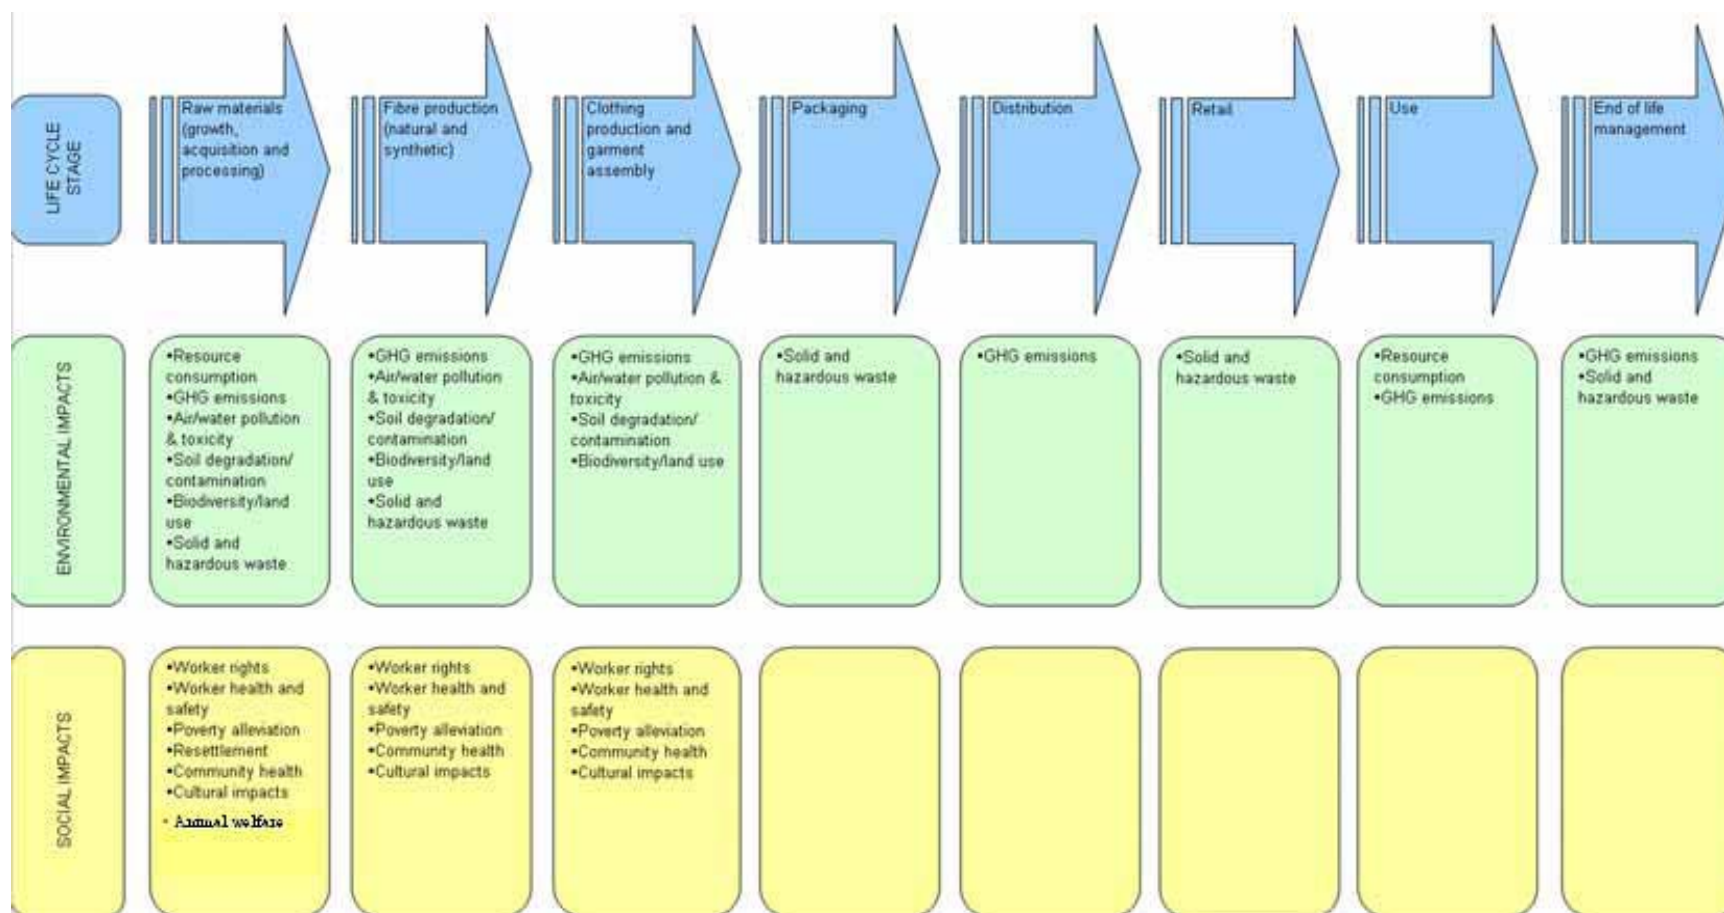 LIFE CYCLE
STAGE
Raw materials
(growth,
acquisition and
processing)
Fibre production
(natural and
synthetic)
Clothing
production and
garment
assembly
Packaging
Distribution
Retail
Use
End of life
management
ENVIRONMENTAL IMPACTS
•Resource
consumption
•GHG emissions
•Air/water pollution
& toxicity
•Soil degradation/
contamination
•Biodiversity/land
use
•Solid and
hazardous waste
•GHG emissions
•Air/water pollution
& toxicity
•Soil degradation/
contamination
•Biodiversity/land
use
•Solid and
hazardous waste
•GHG emissions
•Air/water pollution &
toxicity
•Soil degradation/
contamination
•Biodiversity/land use
•Solid and
hazardous waste
•GHG emissions
•Solid and
hazardous waste
•Resource
consumption
•GHG emissions
•GHG emissions
•Solid and
hazardous waste
SOCIAL IMPACTS
•Worker rights
•Worker health and
safety
•Poverty alleviation
•Resettlement
•Community health
•Cultural impacts
• Animal welfare
•Worker rights
•Worker health and
safety
•Poverty alleviation
•Community health
•Cultural impacts
•Worker rights
•Worker health and
safety
•Poverty alleviation
•Community health
•Cultural impacts